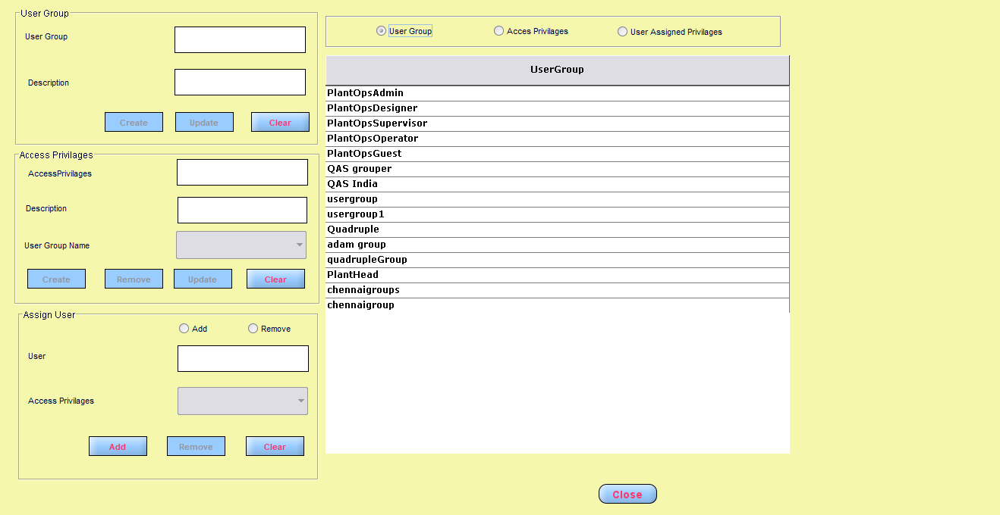 User Group
User Group
Description
Create Update Clear
Access Privilages
AccessPrivilages
Description
User Group Name
Create Remove Update Clear
Assign User
Add Remove
User
Access Privilages
Add Remove Clear
User Group Acces Privilages User Assigned Privilages
UserGroup
PlantOpsAdmin
PlantOpsDesigner
PlantOpsSupervisor
PlantOpsOperator
PlantOpsGuest
QAS grouper
QAS India
usergroup
usergroup1
Quadruple
adam group
quadrupleGroup
PlantHead
chennaigroups
chennaigroup
Close